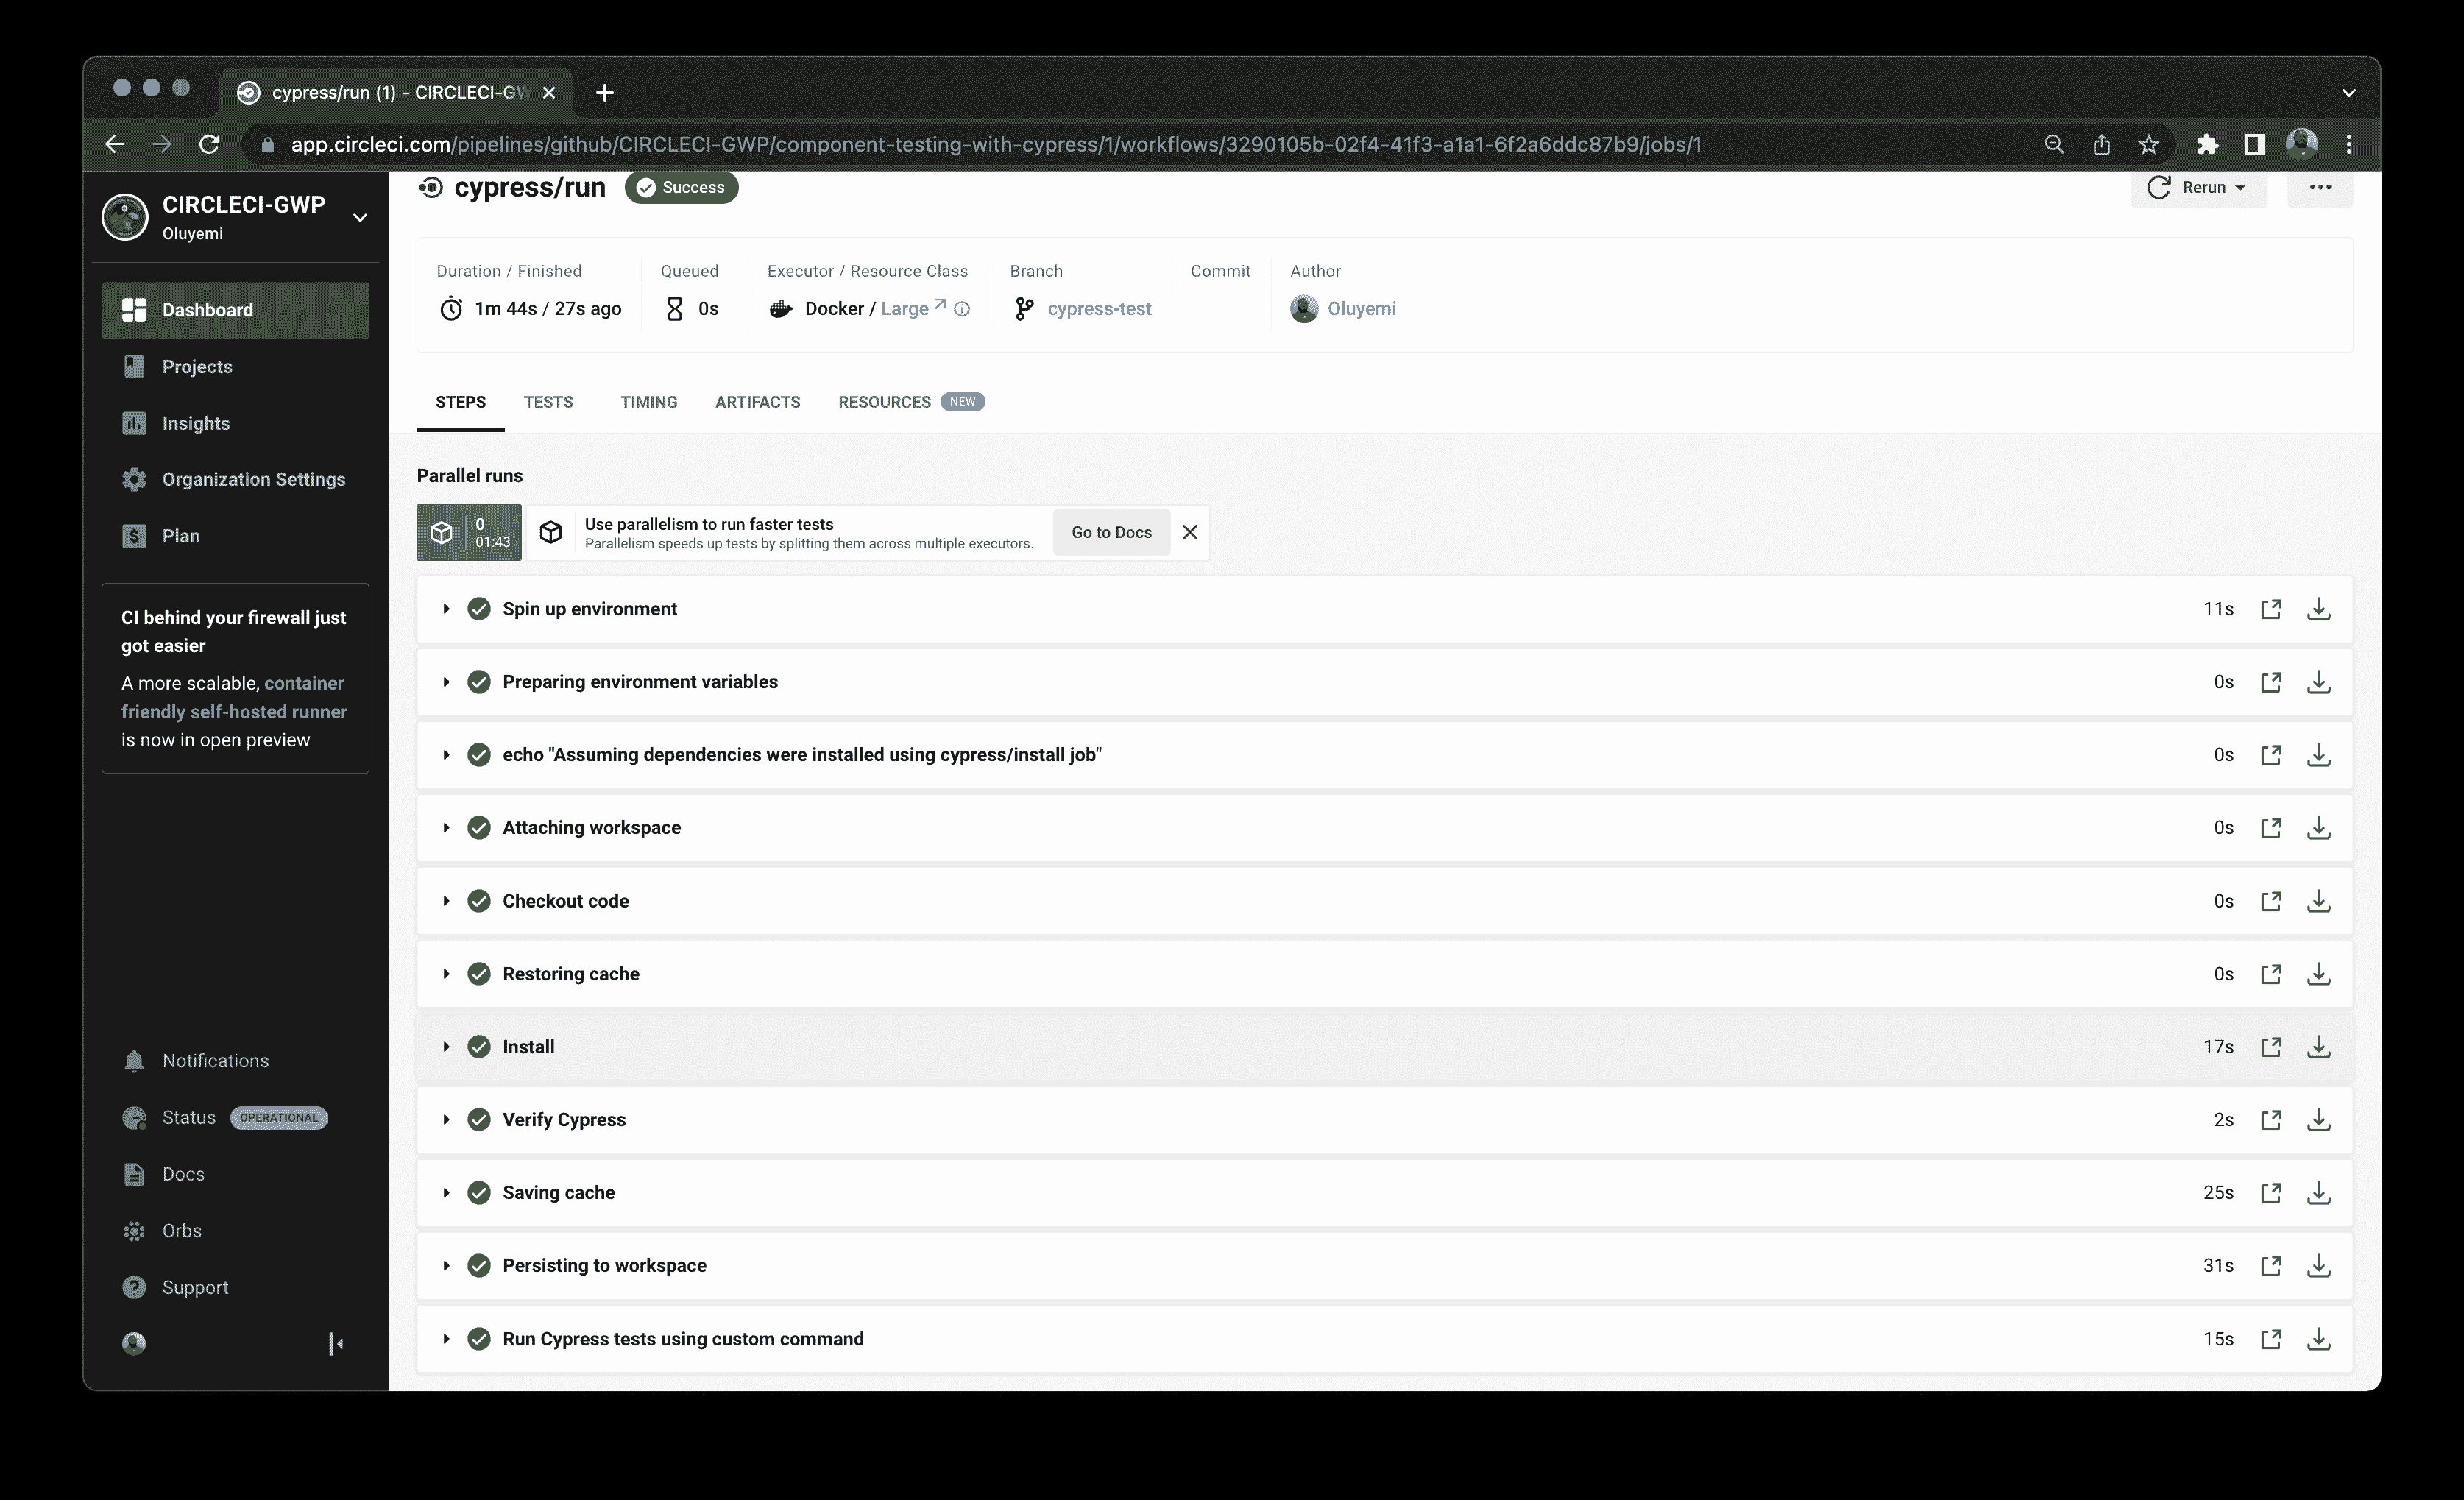 cypress/run (1) - CIRCLECI-GW
app.circleci.com/pipelines/github/CIRCLECI-GWP/component-testing-with-cypress/1/workflows/3290105b-02f4-41f3-a1a1-6f2a6ddc87b9/jobs/1
CIRCLECI-GWP
Oluyemi
Dashboard
Projects
Insights
Organization Settings
Plan
CI behind your firewall just
got easier
A more scalable, container
friendly self-hosted runner
is now in open preview
Notifications
Status OPERATIONAL
Docs
Orbs
Support
cypress/run Success
Rerun
Duration / Finished
1m 44s / 27s ago
Queued
0s
Executor / Resource Class
Docker / Large
Branch
cypress-test
Commit
Author
Oluyemi
STEPS TESTS TIMING ARTIFACTS RESOURCES NEW
Parallel runs
0
01:43
Use parallelism to run faster tests
Parallelism speeds up tests by splitting them across multiple executors.
Go to Docs
Spin up environment 11s
Preparing environment variables 0s
echo "Assuming dependencies were installed using cypress/install job" 0s
Attaching workspace 0s
Checkout code 0s
Restoring cache 0s
Install 17s
Verify Cypress 2s
Saving cache 25s
Persisting to workspace 31s
Run Cypress tests using custom command 15s